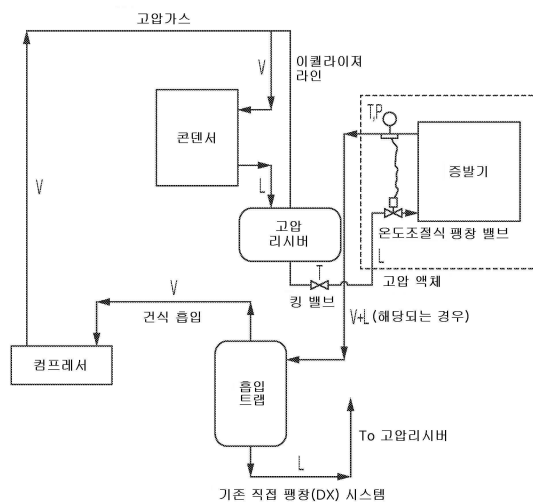 고압가스
V
이퀄라이져
라인
콘덴서
V
L
T,P
증발기
고압
리시버
온도조절식 팽창 밸브
L
T
킹 밸브
고압 액체
V
건식 흡입
V+L (해당되는 경우)
컴프레서
흡입
트랩
To 고압리시버
L
기존 직접 팽창(DX) 시스템